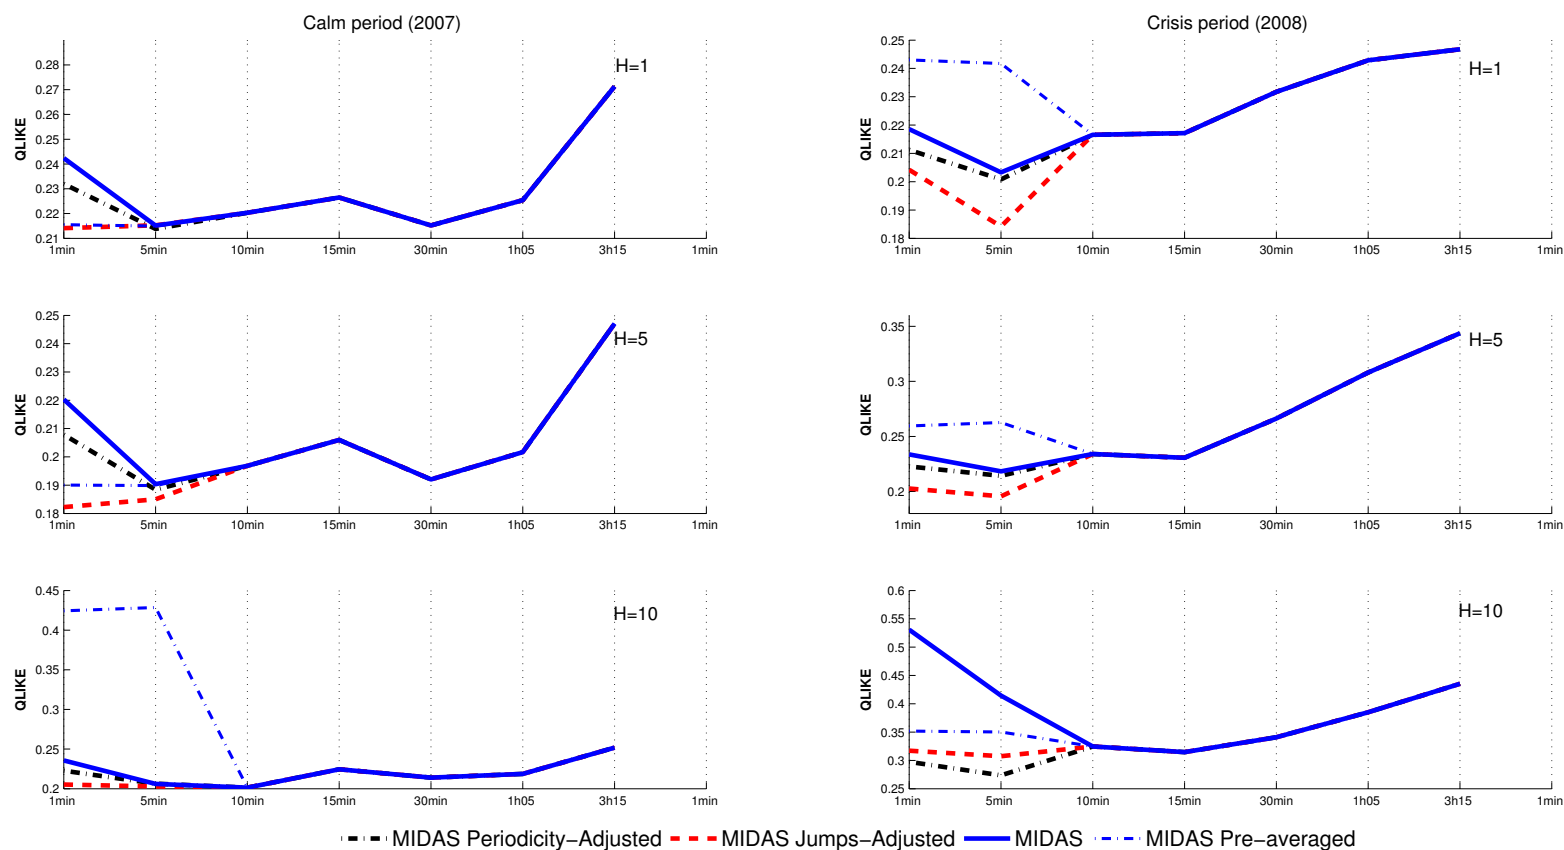 Calm period (2007)
QLIKE
0.28
0.27
0.26
0.25
0.24
0.23
0.22
0.21
H=1
1min 5min 10min 15min 30min 1h05 3h15 1min
Crisis period (2008)
QLIKE
0.25
0.24
0.23
0.22
0.21
0.2
0.19
0.18
H=1
1min 5min 10min 15min 30min 1h05 3h15 1min
QLIKE
0.25
0.24
0.23
0.22
0.21
0.2
0.19
0.18
H=5
1min 5min 10min 15min 30min 1h05 3h15 1min
QLIKE
0.35
0.3
0.25
0.2
H=5
1min 5min 10min 15min 30min 1h05 3h15 1min
QLIKE
0.45
0.4
0.35
0.3
0.25
0.2
H=10
1min 5min 10min 15min 30min 1h05 3h15 1min
QLIKE
0.6
0.55
0.5
0.45
0.4
0.35
0.3
0.25
H=10
1min 5min 10min 15min 30min 1h05 3h15 1min
MIDAS Periodicity−Adjusted MIDAS Jumps−Adjusted MIDAS MIDAS Pre−averaged